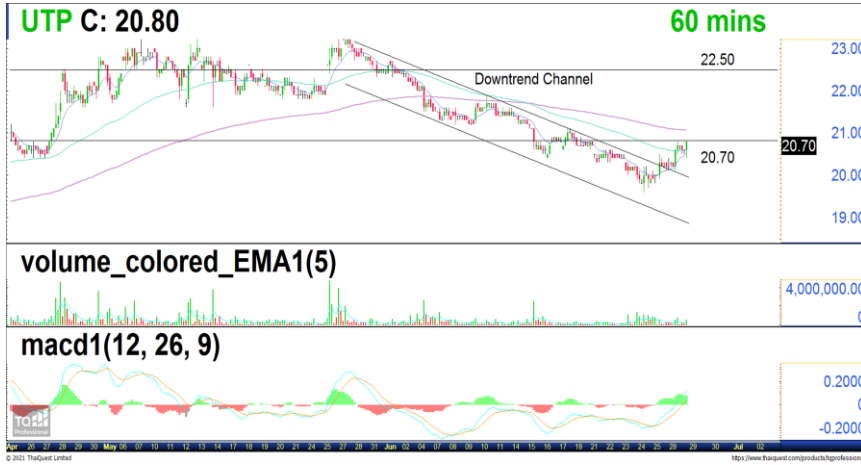 UTP C: 20.80
60 mins
23.00
22.50
Downtrend Channel
22.00
21.00
20.70
20.70
20.00
19.00
volume_colored_EMA1(5)
4,000,000.00
0
macd1(12, 26, 9)
0.2000
0
-0.2000
TQ
Professional
Apr 26 27 28 29 30 May 06 07 10 11 12 13 14 17 18 19 20 21 24 25 27 28 31 Jun 02 04 07 08 09 10 11 14 15 16 17 18 21 22 23 24 25 28 29 30 Jul 02
© 2021 ThaiQuest Limited
https://www.thaiquest.com/products/tqprofessional